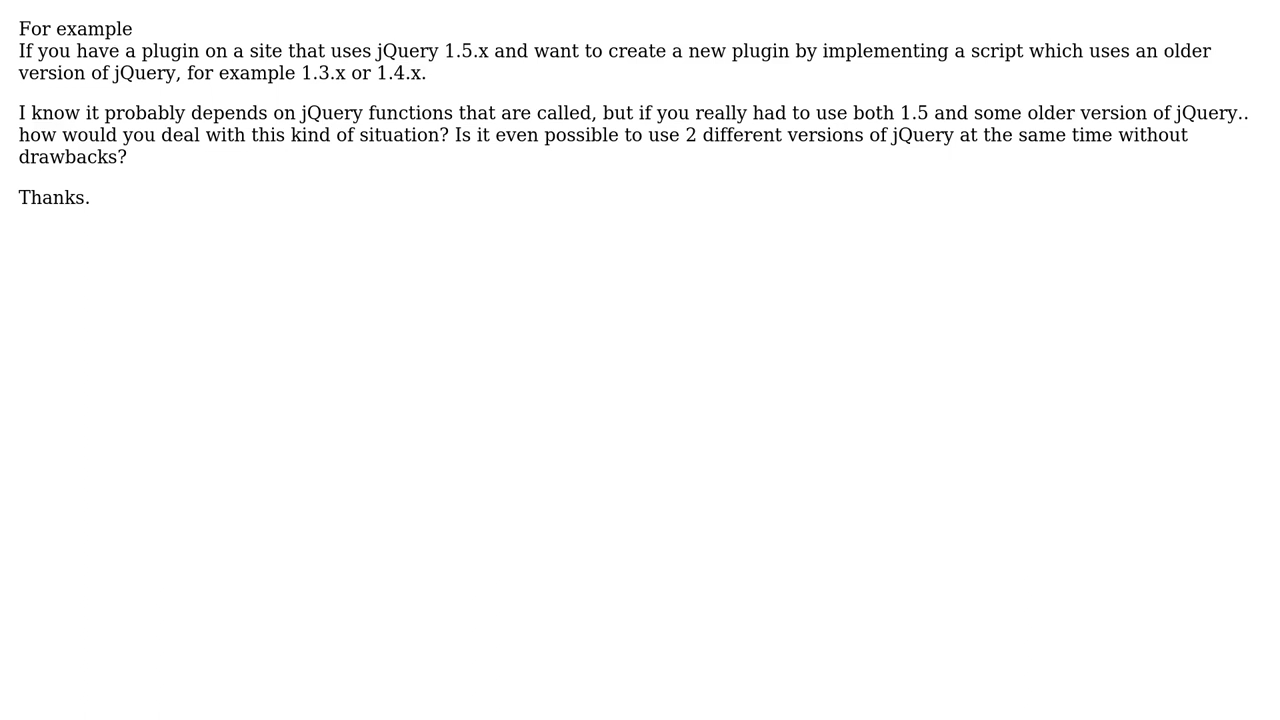 For example
If you have a plugin on a site that uses jQuery 1.5.x and want to create a new plugin by implementing a script which uses an older
version of jQuery, for example 1.3.x or 1.4.x.
I know it probably depends on jQuery functions that are called, but if you really had to use both 1.5 and some older version of jQuery..
how would you deal with this kind of situation? Is it even possible to use 2 different versions of jQuery at the same time without
drawbacks?
Thanks.